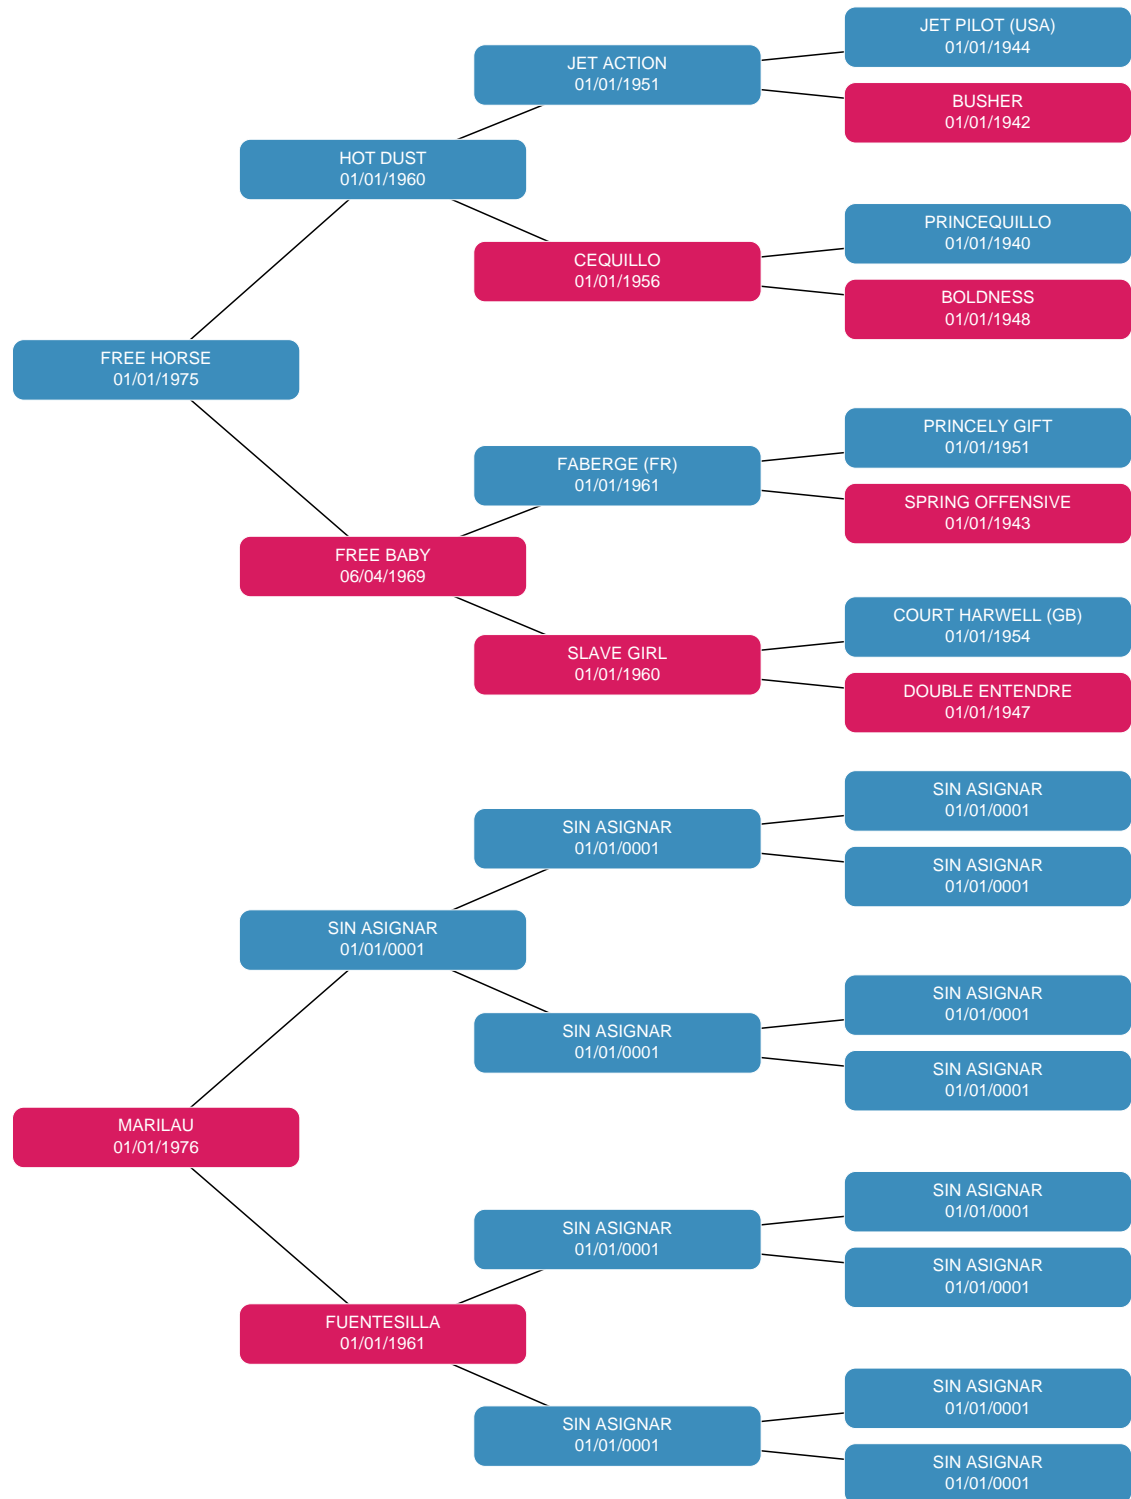 JET PILOT (USA)
01/01/1944
JET ACTION
01/01/1951
BUSHER
01/01/1942
HOT DUST
01/01/1960
PRINCEQUILLO
01/01/1940
CEQUILLO
01/01/1956
BOLDNESS
01/01/1948
FREE HORSE
01/01/1975
PRINCELY GIFT
01/01/1951
FABERGE (FR)
01/01/1961
SPRING OFFENSIVE
01/01/1943
FREE BABY
06/04/1969
COURT HARWELL (GB)
01/01/1954
SLAVE GIRL
01/01/1960
DOUBLE ENTENDRE
01/01/1947
SIN ASIGNAR
01/01/0001
SIN ASIGNAR
01/01/0001
SIN ASIGNAR
01/01/0001
SIN ASIGNAR
01/01/0001
SIN ASIGNAR
01/01/0001
SIN ASIGNAR
01/01/0001
SIN ASIGNAR
01/01/0001
MARILAU
01/01/1976
SIN ASIGNAR
01/01/0001
SIN ASIGNAR
01/01/0001
SIN ASIGNAR
01/01/0001
FUENTESILLA
01/01/1961
SIN ASIGNAR
01/01/0001
SIN ASIGNAR
01/01/0001
SIN ASIGNAR
01/01/0001